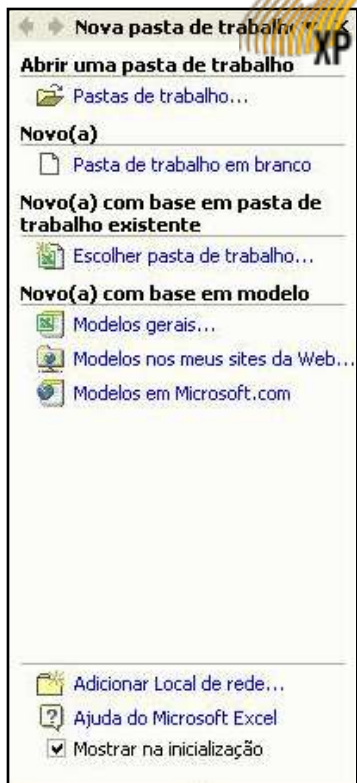 Nova pasta de trabalho
XP
Abrir uma pasta de trabalho
Pastas de trabalho...
Novo(a)
Pasta de trabalho em branco
Novo(a) com base em pasta de
trabalho existente
Escolher pasta de trabalho...
Novo(a) com base em modelo
Modelos gerais...
Modelos nos meus sites da Web...
Modelos em Microsoft.com
Adicionar Local de rede...
Ajuda do Microsoft Excel
Mostrar na inicialização